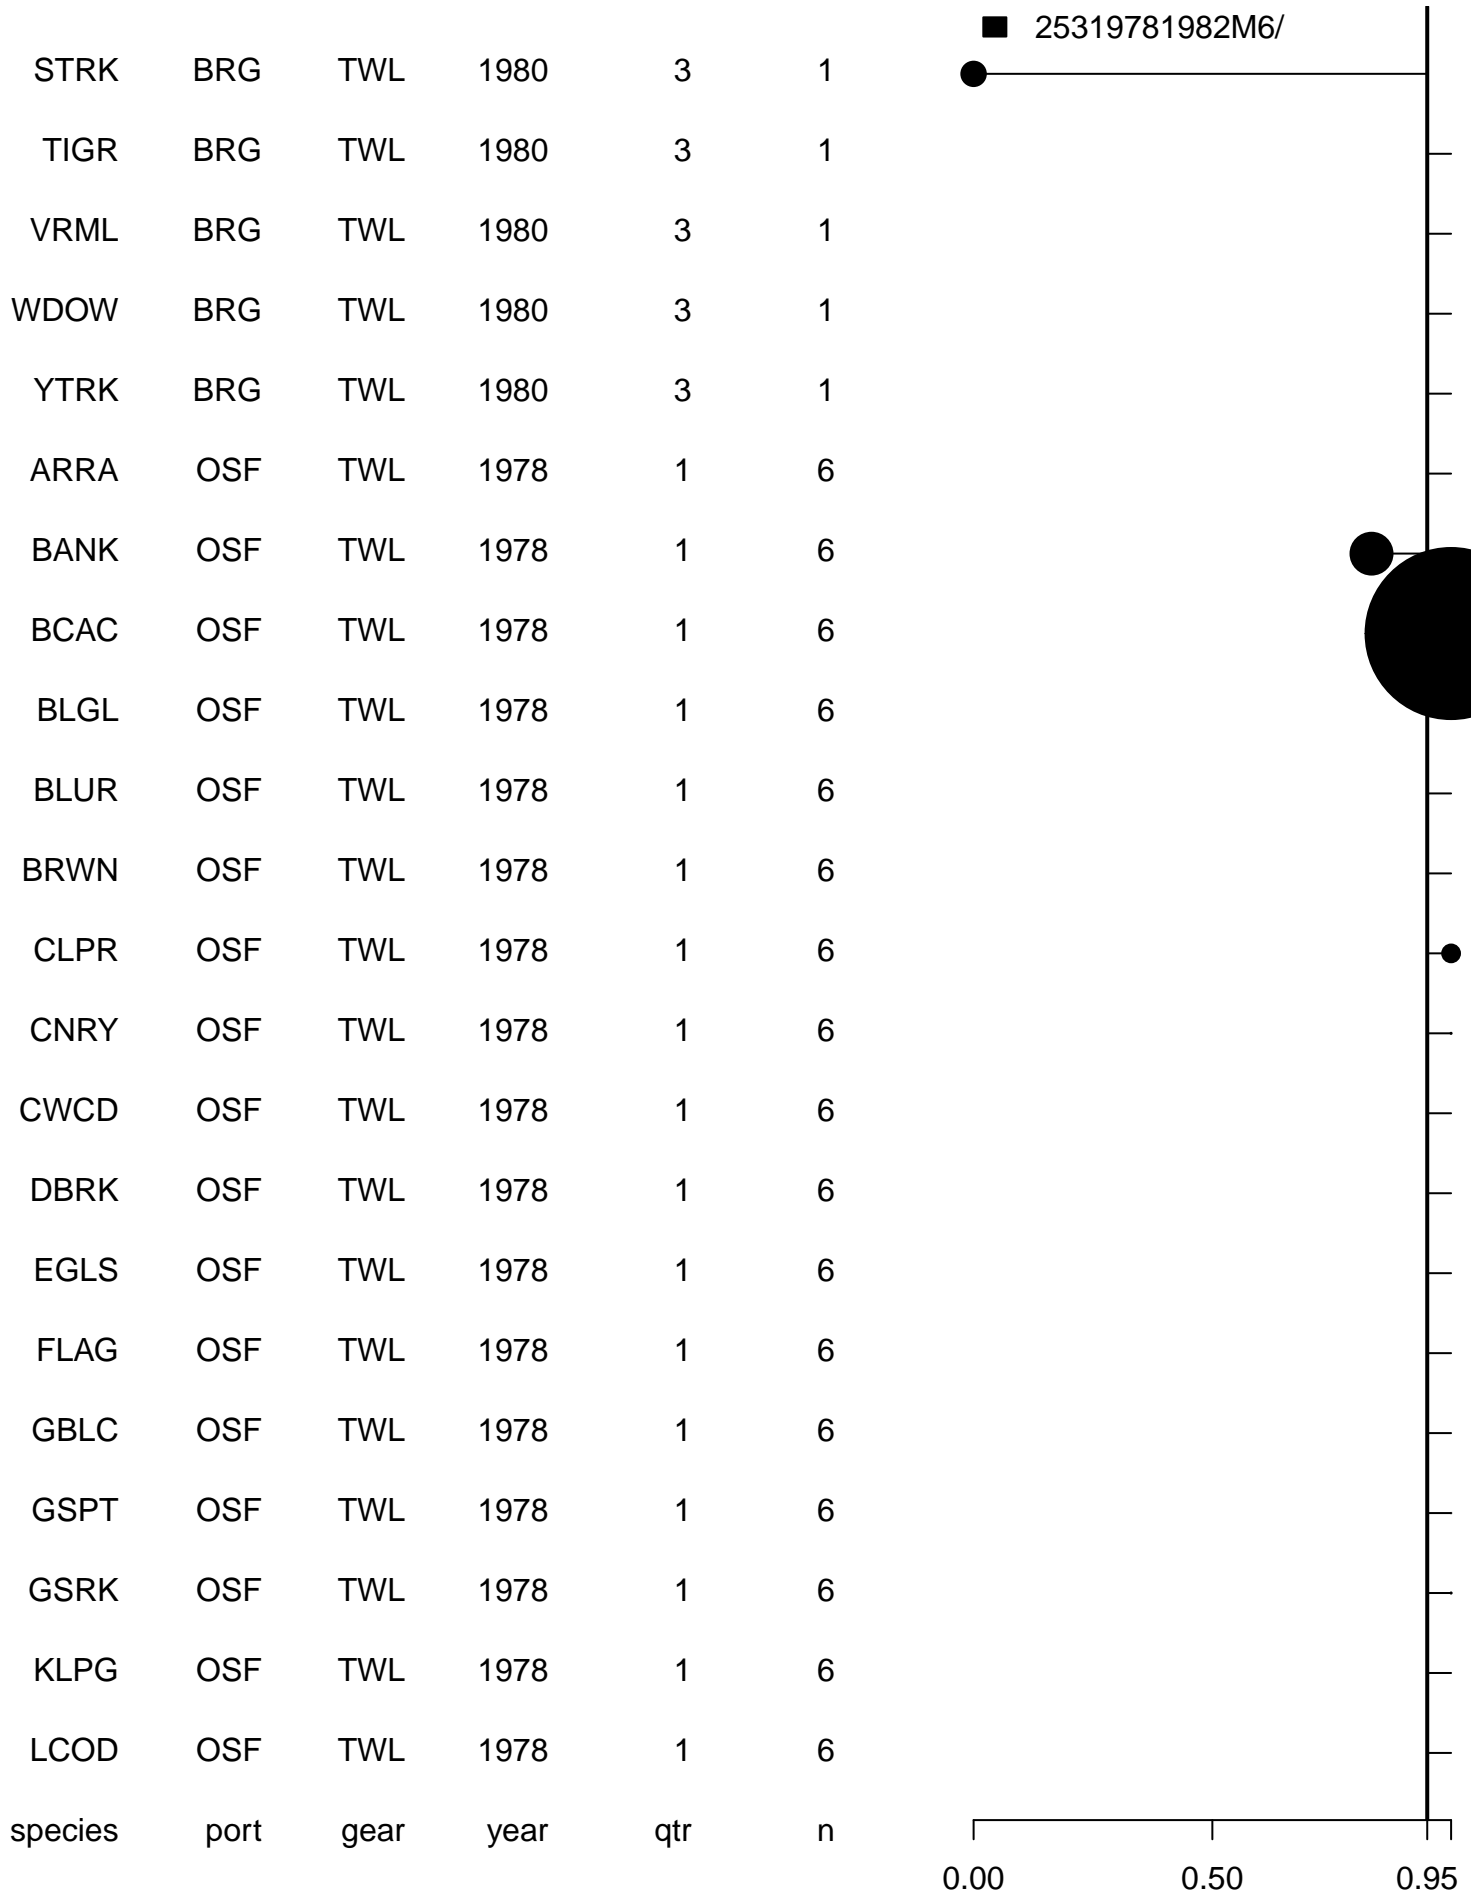 25319781982M6/
STRK BRG TWL 1980 3 1
TIGR BRG TWL 1980 3 1
VRML BRG TWL 1980 3 1
WDOW BRG TWL 1980 3 1
YTRK BRG TWL 1980 3 1
ARRA OSF TWL 1978 1 6
BANK OSF TWL 1978 1 6
BCAC OSF TWL 1978 1 6
BLGL OSF TWL 1978 1 6
BLUR OSF TWL 1978 1 6
BRWN OSF TWL 1978 1 6
CLPR OSF TWL 1978 1 6
CNRY OSF TWL 1978 1 6
CWCD OSF TWL 1978 1 6
DBRK OSF TWL 1978 1 6
EGLS OSF TWL 1978 1 6
FLAG OSF TWL 1978 1 6
GBLC OSF TWL 1978 1 6
GSPT OSF TWL 1978 1 6
GSRK OSF TWL 1978 1 6
KLPG OSF TWL 1978 1 6
LCOD OSF TWL 1978 1 6
species port gear year qtr n
0.00 0.50 0.95